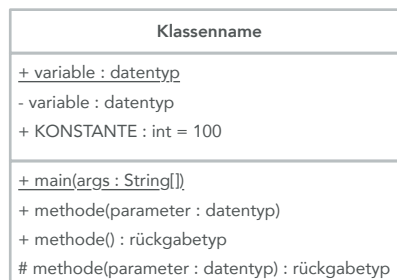 Klassenname
+ variable : datentyp
- variable : datentyp
+ KONSTANTE : int = 100
+ main(args : String[])
+ methode(parameter : datentyp)
+ methode() : rückgabetyp
# methode(parameter : datentyp) : rückgabetyp